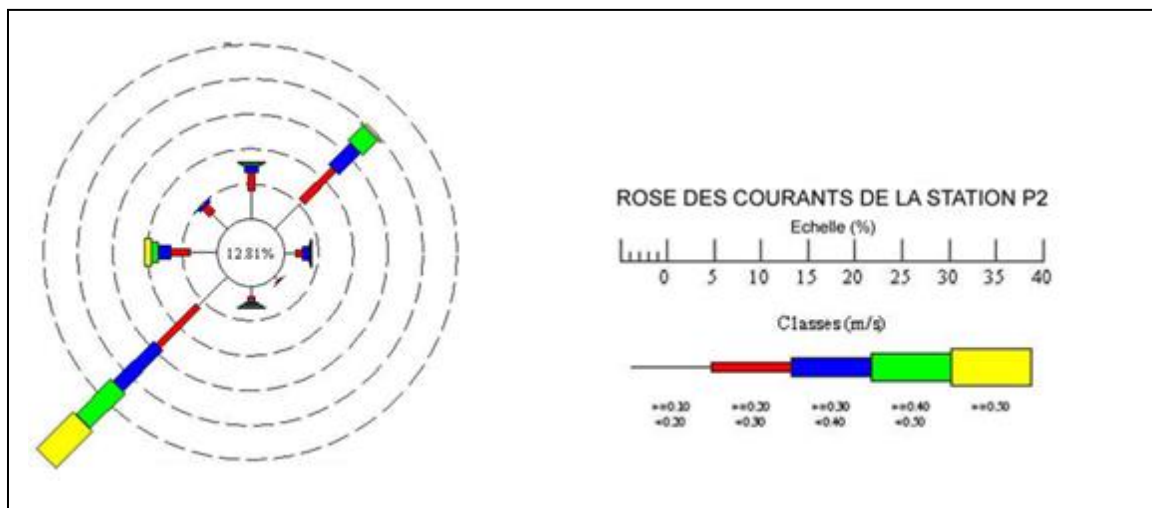 12.81%
ROSE DES COURANTS DE LA STATION P2
Echelle (%)
0 5 10 15 20 25 30 35 40
Classes (m/s)
>=0.10 >=0.20 >=0.30 >=0.40 >=0.50
<0.20 <0.30 <0.40 <0.50